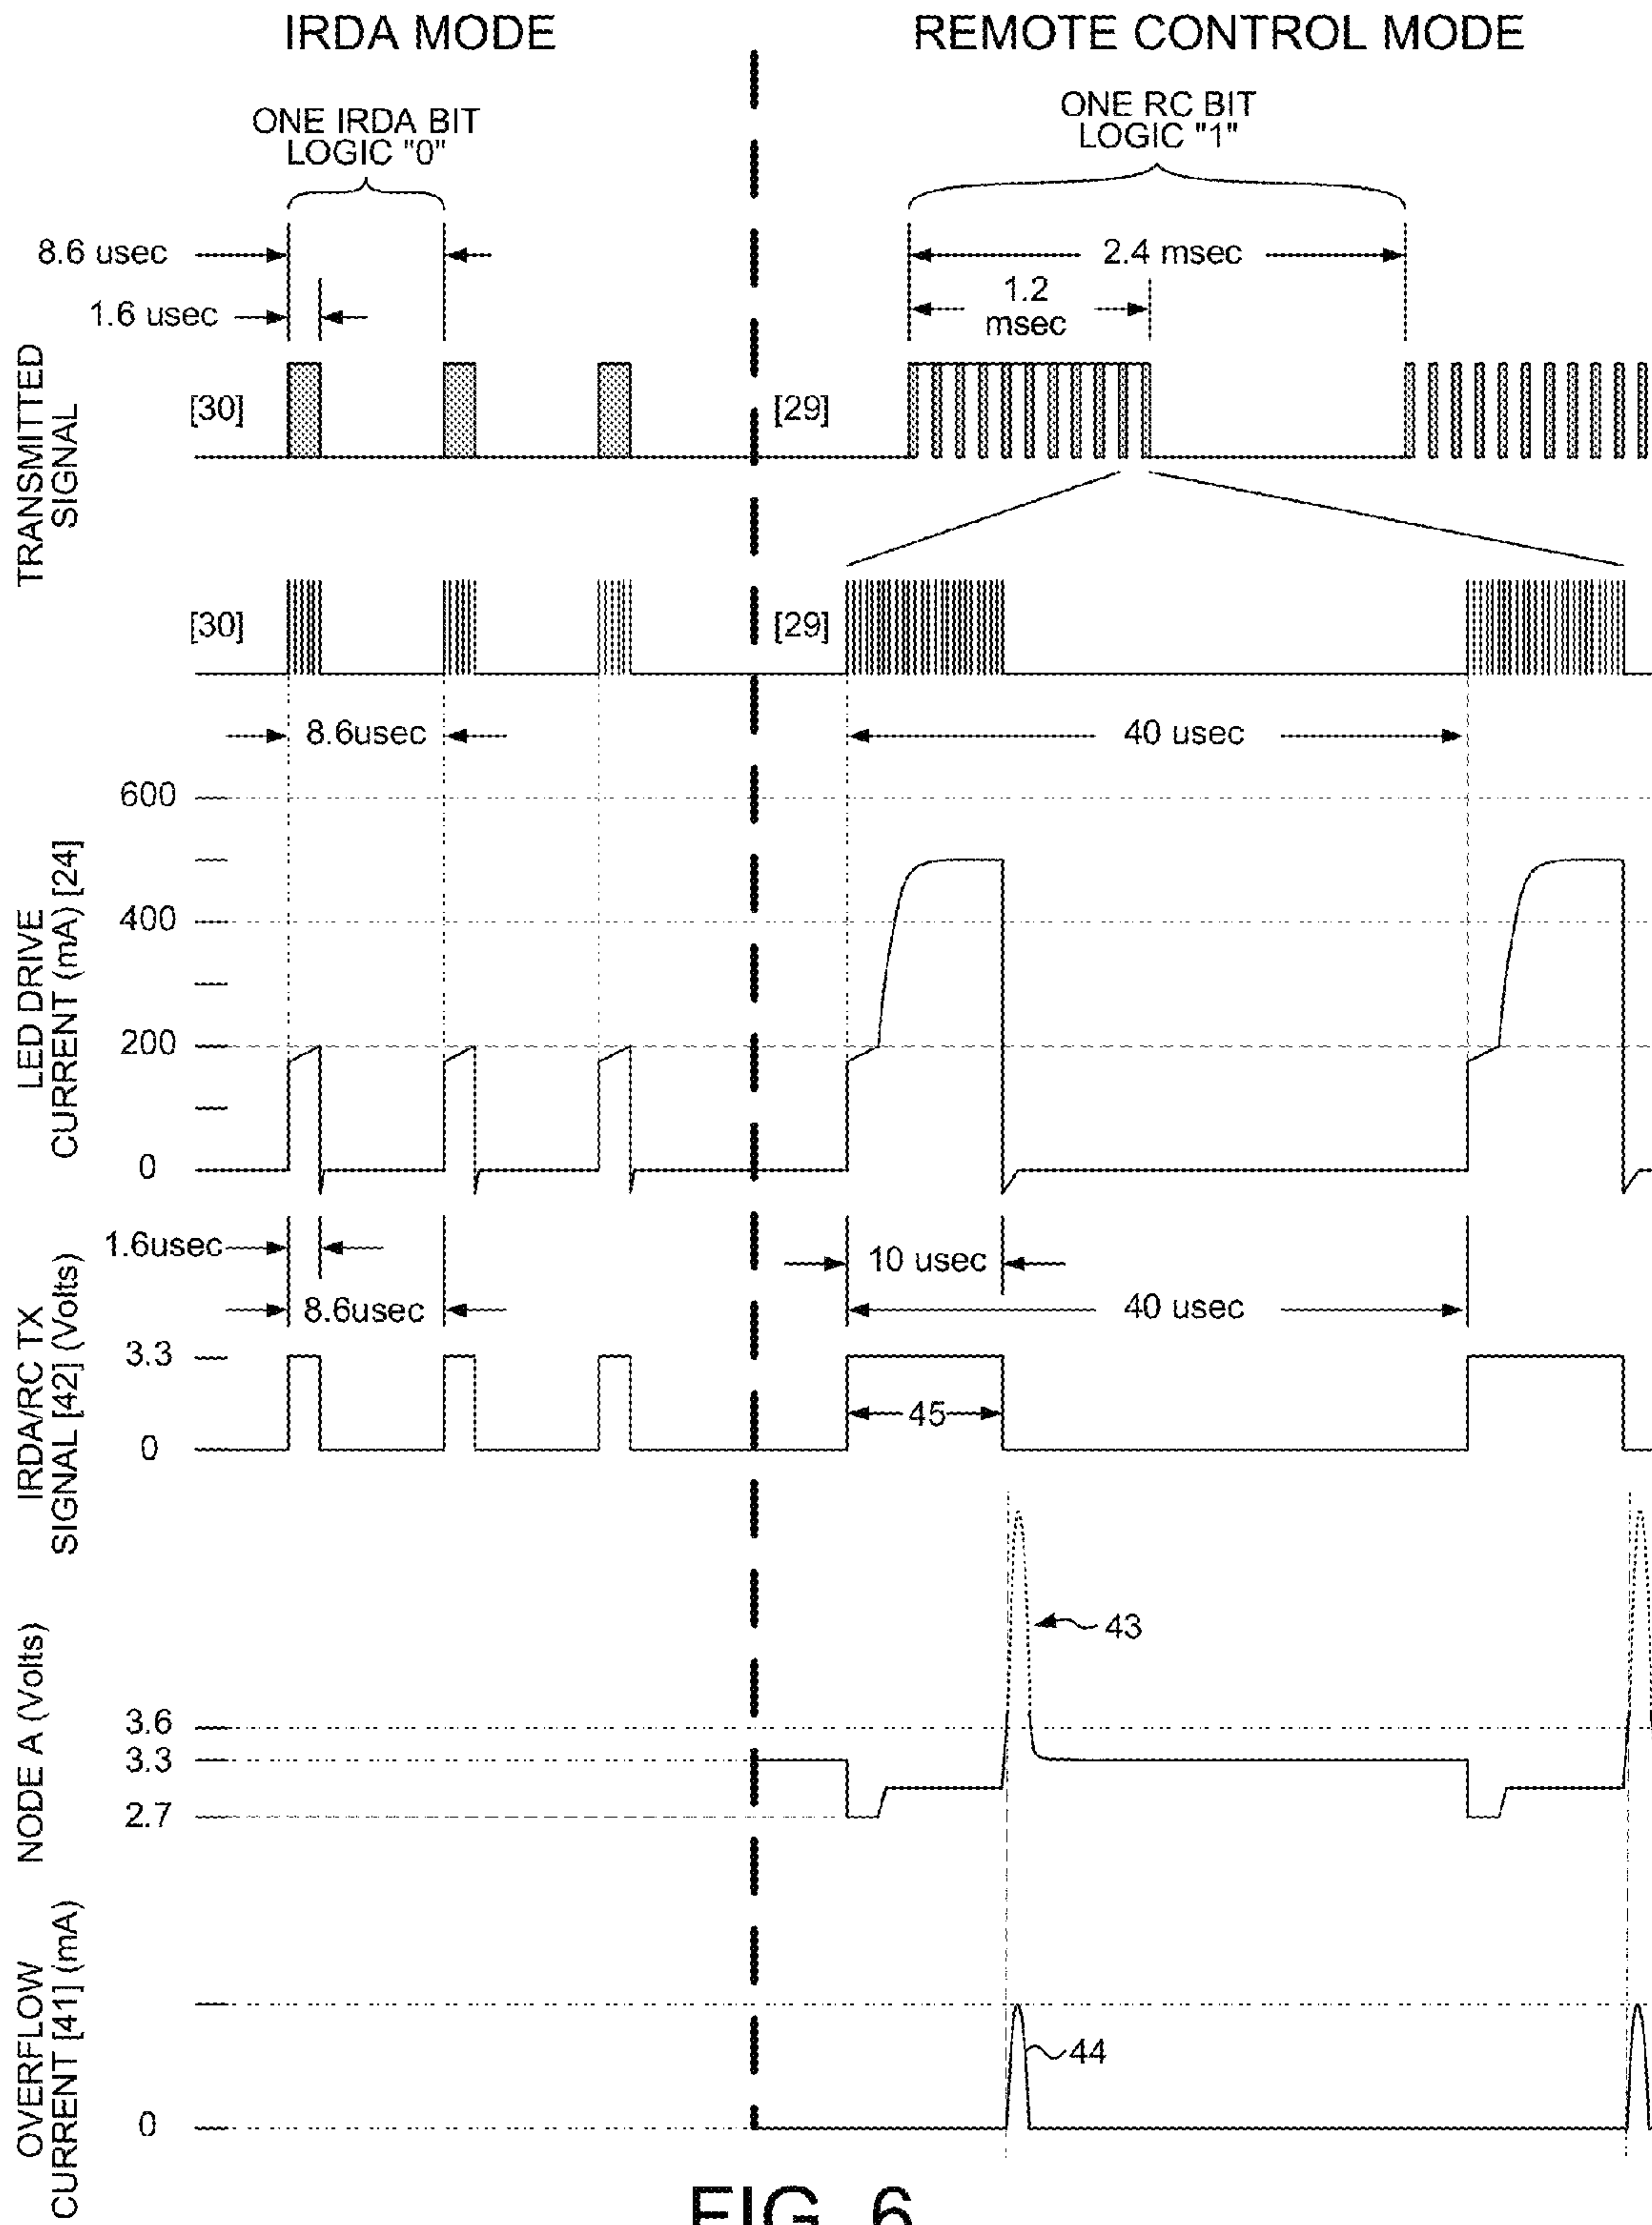 IRDA MODE
REMOTE CONTROL MODE
ONE IRDA BIT
LOGIC "0"
ONE RC BIT
LOGIC "1"
8.6 usec
2.4 msec
1.6 usec
1.2
msec
TRANSMITTED
SIGNAL
[30]
[29]
[30]
[29]
8.6usec
40 usec
LED DRIVE
CURRENT (mA) [24]
600
400
200
0
1.6usec
10 usec
8.6usec
40 usec
IRDA/RC TX
SIGNAL [42] (Volts)
3.3
45
0
43
NODE A (Volts)
3.6
3.3
2.7
OVERFLOW
CURRENT [41] (mA)
44
0
FIG. 6